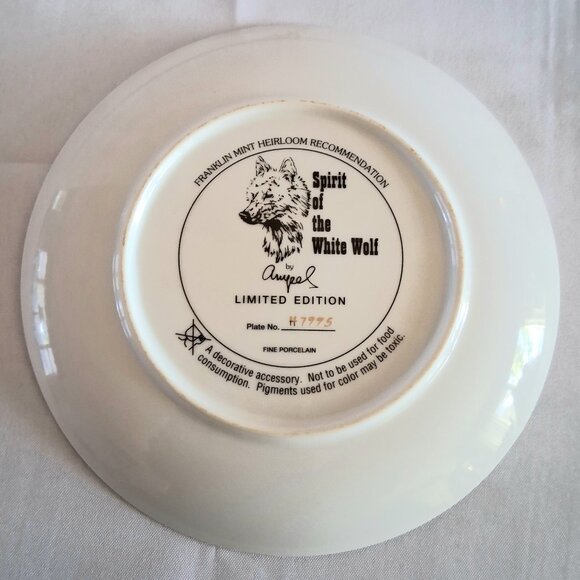 FRANKLIN MINT HEIRLOOM RECOMMENDATION
Spirit
of
the
White Wolf
by
LIMITED EDITION
Plate No. H7995
FINE PORCELAIN
A decorative accessory. Not to be used for food
consumption. Pigments used for color may be toxic.